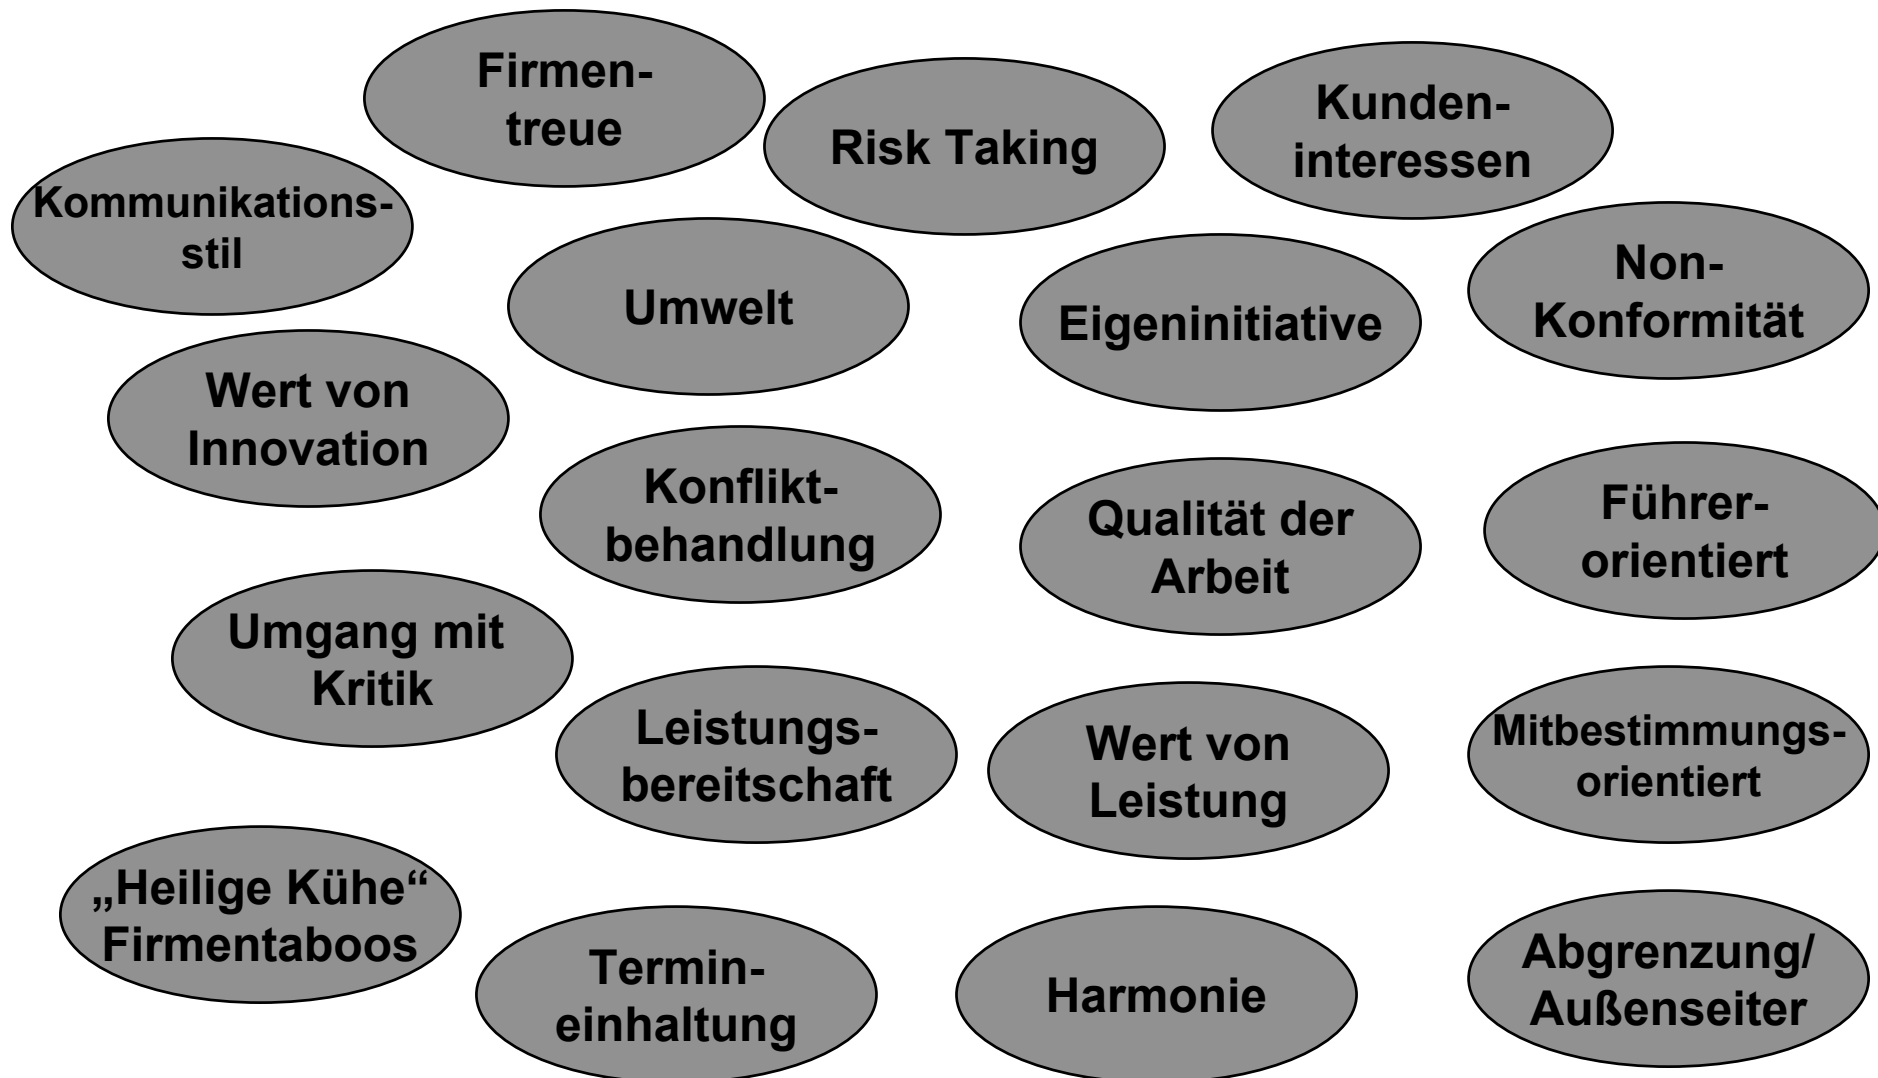 Firmen-
treue
Risk Taking
Kunden-
interessen
Kommunikations-
stil
Umwelt
Eigeninitiative
Non-
Konformität
Wert von
Innovation
Konflikt-
behandlung
Qualität der
Arbeit
Führer-
orientiert
Umgang mit
Kritik
Leistungs-
bereitschaft
Wert von
Leistung
Mitbestimmungs-
orientiert
„Heilige Kühe“
Firmentaboos
Termin-
einhaltung
Harmonie
Abgrenzung/
Außenseiter